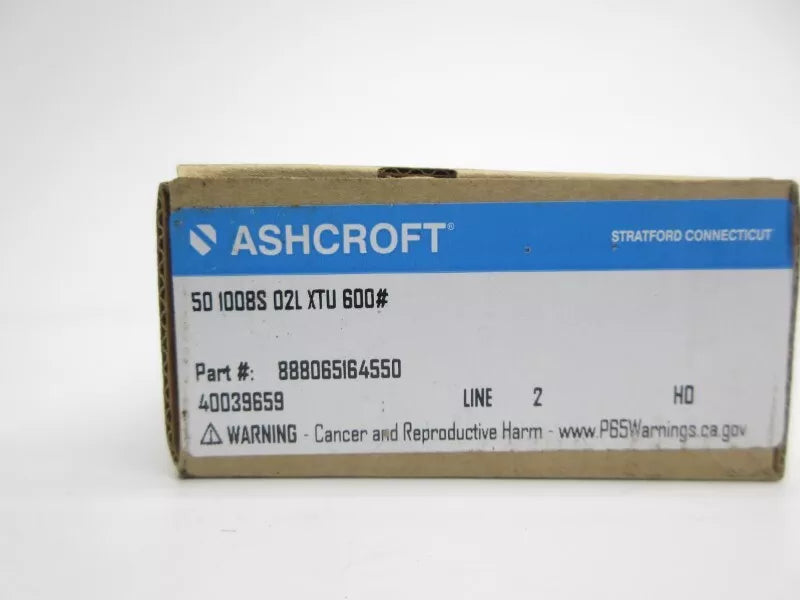 ASHCROFT®
STRATFORD CONNECTICUT
50 1008S 02L XTU 600#
Part #: 888065164550
40039659 LINE 2 HO
⚠ WARNING - Cancer and Reproductive Harm - www.P65Warnings.ca.gov